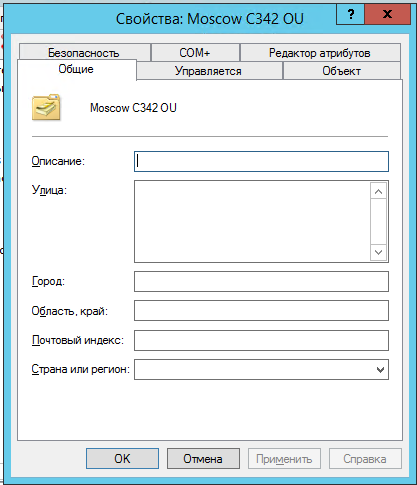 Свойства: Moscow C342 OU
?
Безопасность COM+ Редактор атрибутов
Общие Управляется Объект
Moscow C342 OU
Описание:
Улица:
Город:
Область, край:
Почтовый индекс:
Страна или регион:
OK Отмена Применить Справка